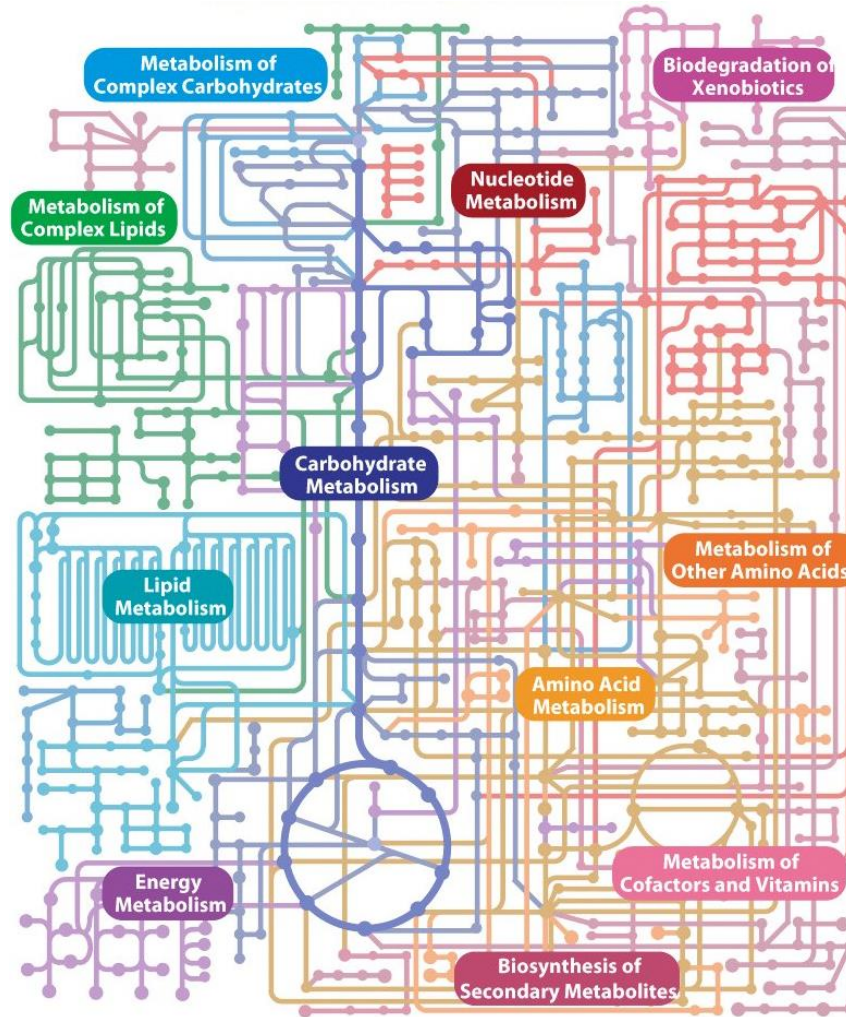 Metabolism of
Complex Carbohydrates
Biodegradation of
Xenobiotics
Nucleotide
Metabolism
Metabolism of
Complex Lipids
Carbohydrate
Metabolism
Metabolism of
Other Amino Acids
Lipid
Metabolism
Amino Acid
Metabolism
Metabolism of
Cofactors and Vitamins
Energy
Metabolism
Biosynthesis of
Secondary Metabolites